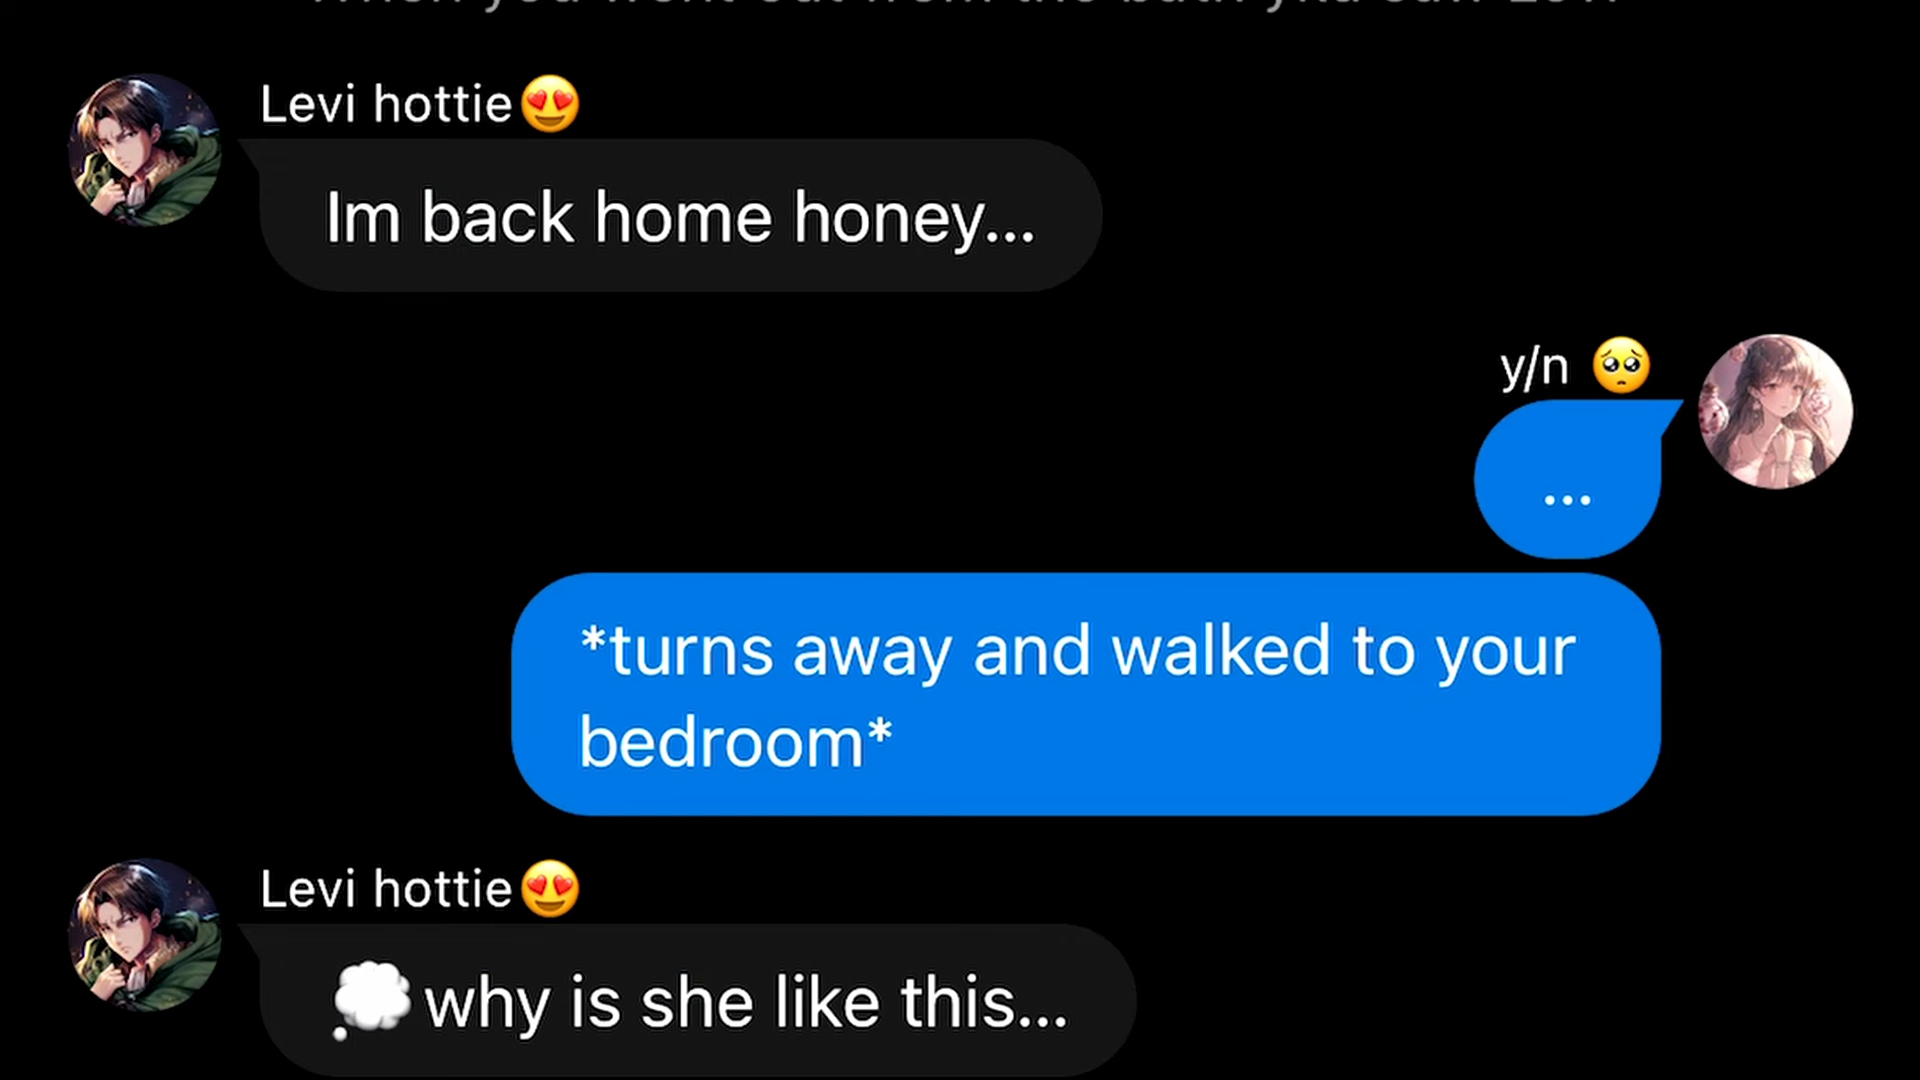 Levi hottie😍
Im back home honey...
y/n 🥺
...
*turns away and walked to your
bedroom*
Levi hottie😍
💭why is she like this...